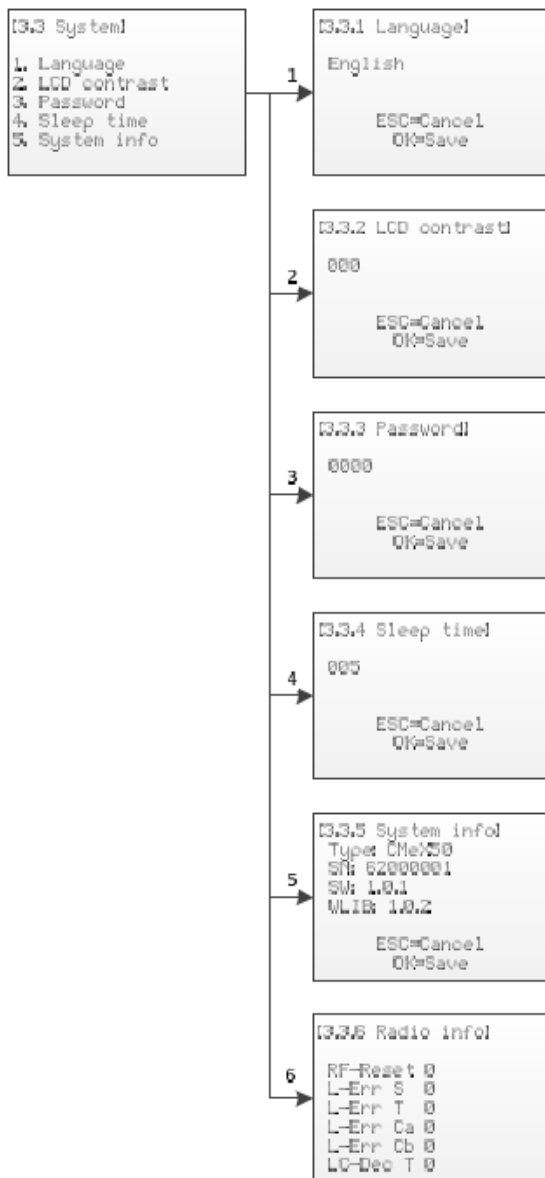 [3.3 System]
1. Language
2. LCD contrast
3. Password
4. Sleep time
5. System info
1
[3.3.1 Language]
English
ESC=Cancel
OK=Save
2
[3.3.2 LCD contrast]
000
ESC=Cancel
OK=Save
3
[3.3.3 Password]
0000
ESC=Cancel
OK=Save
4
[3.3.4 Sleep time]
005
ESC=Cancel
OK=Save
5
[3.3.5 System info]
Type: CMeX50
SN: 62000001
SW: 1.0.1
WLIB: 1.0.2
ESC=Cancel
OK=Save
6
[3.3.6 Radio info]
RF-Reset 0
L-Err S 0
L-Err T 0
L-Err Ca 0
L-Err Cb 0
LC-Dec T 0